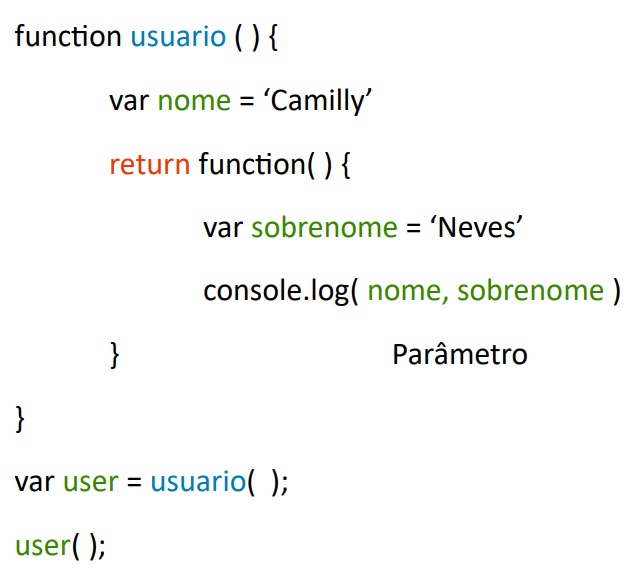 function usuario ( ) {
var nome = ‘Camilly’
return function( ) {
var sobrenome = ‘Neves’
console.log( nome, sobrenome )
} Parâmetro
}
var user = usuario(  );
user( );